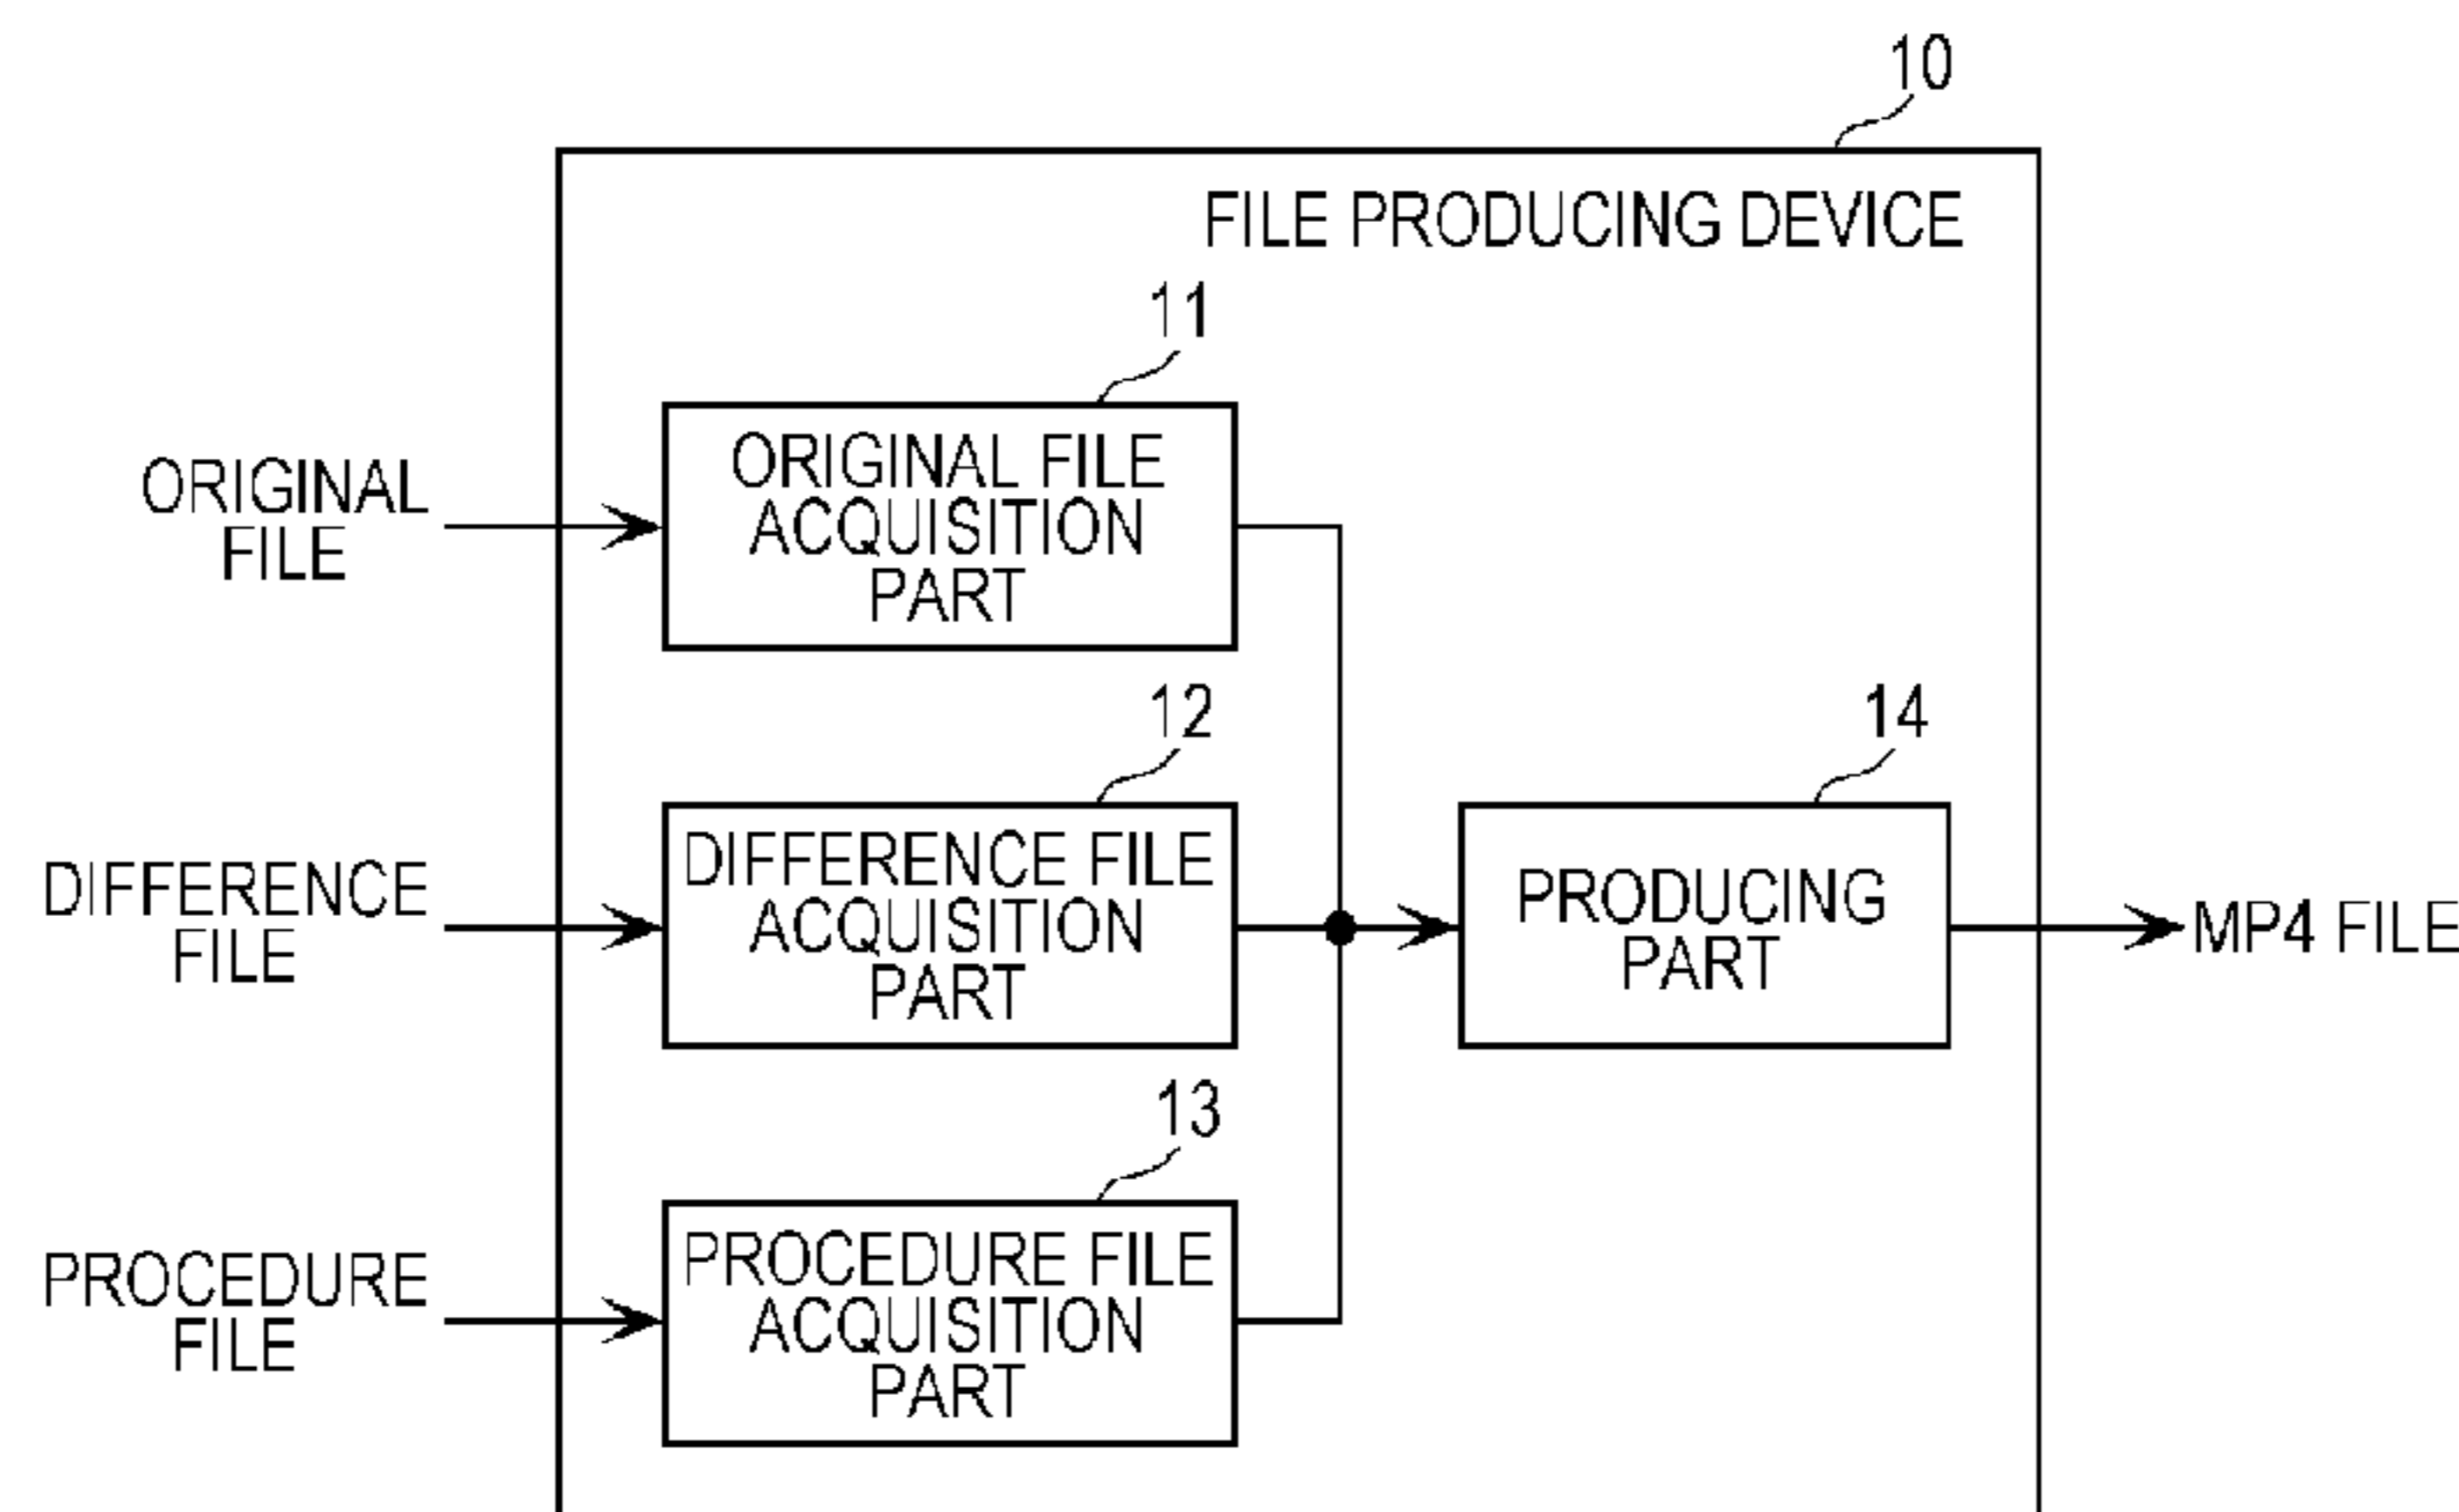 10
FILE PRODUCING DEVICE
11
ORIGINAL
FILE
ORIGINAL FILE
ACQUISITION
PART
12
14
DIFFERENCE
FILE
DIFFERENCE FILE
ACQUISITION
PART
PRODUCING
PART
MP4 FILE
13
PROCEDURE
FILE
PROCEDURE FILE
ACQUISITION
PART